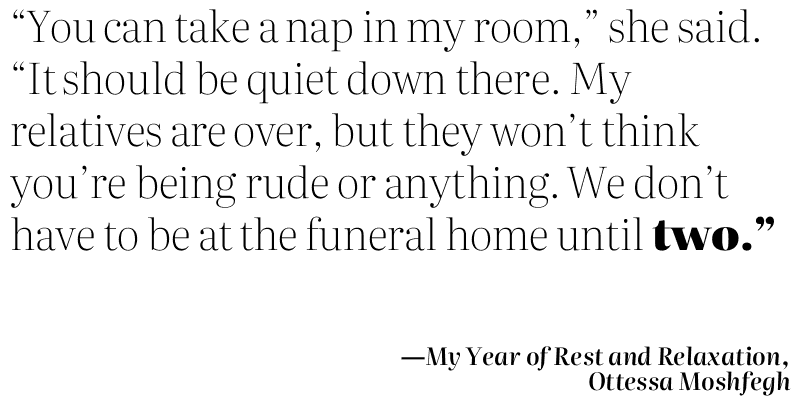 “You can take a nap in my room,” she said.
“It should be quiet down there. My
relatives are over, but they won’t think
you’re being rude or anything. We don’t
have to be at the funeral home until two.”
—My Year of Rest and Relaxation,
Ottessa Moshfegh